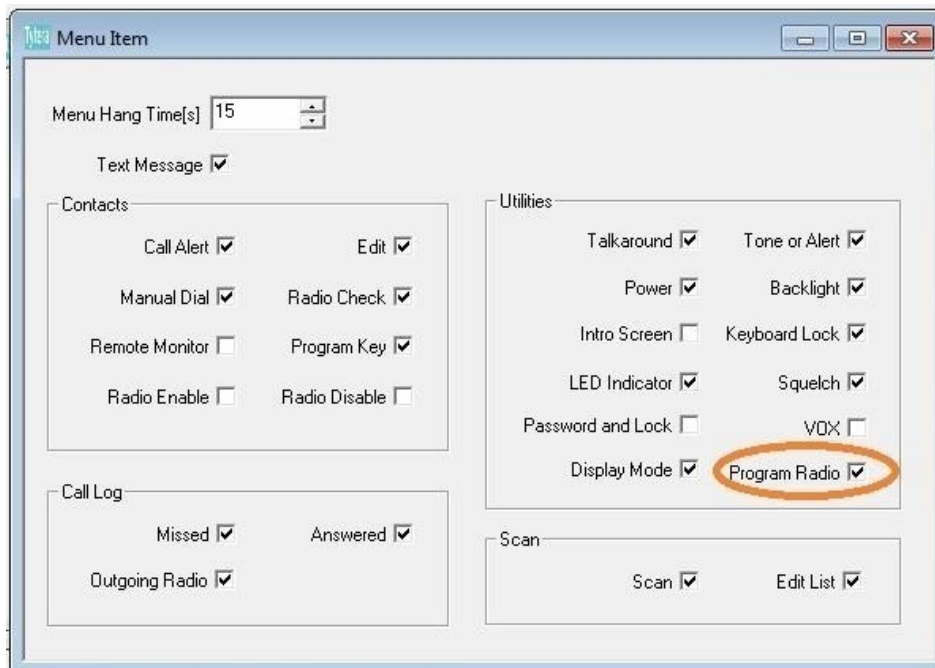 Tytera Menu Item
Menu Hang Time[s] 15
Text Message
Contacts
Call Alert Edit
Manual Dial Radio Check
Remote Monitor Program Key
Radio Enable Radio Disable
Call Log
Missed Answered
Outgoing Radio
Utilities
Talkaround Tone or Alert
Power Backlight
Intro Screen Keyboard Lock
LED Indicator Squelch
Password and Lock VOX
Display Mode Program Radio
Scan
Scan Edit List